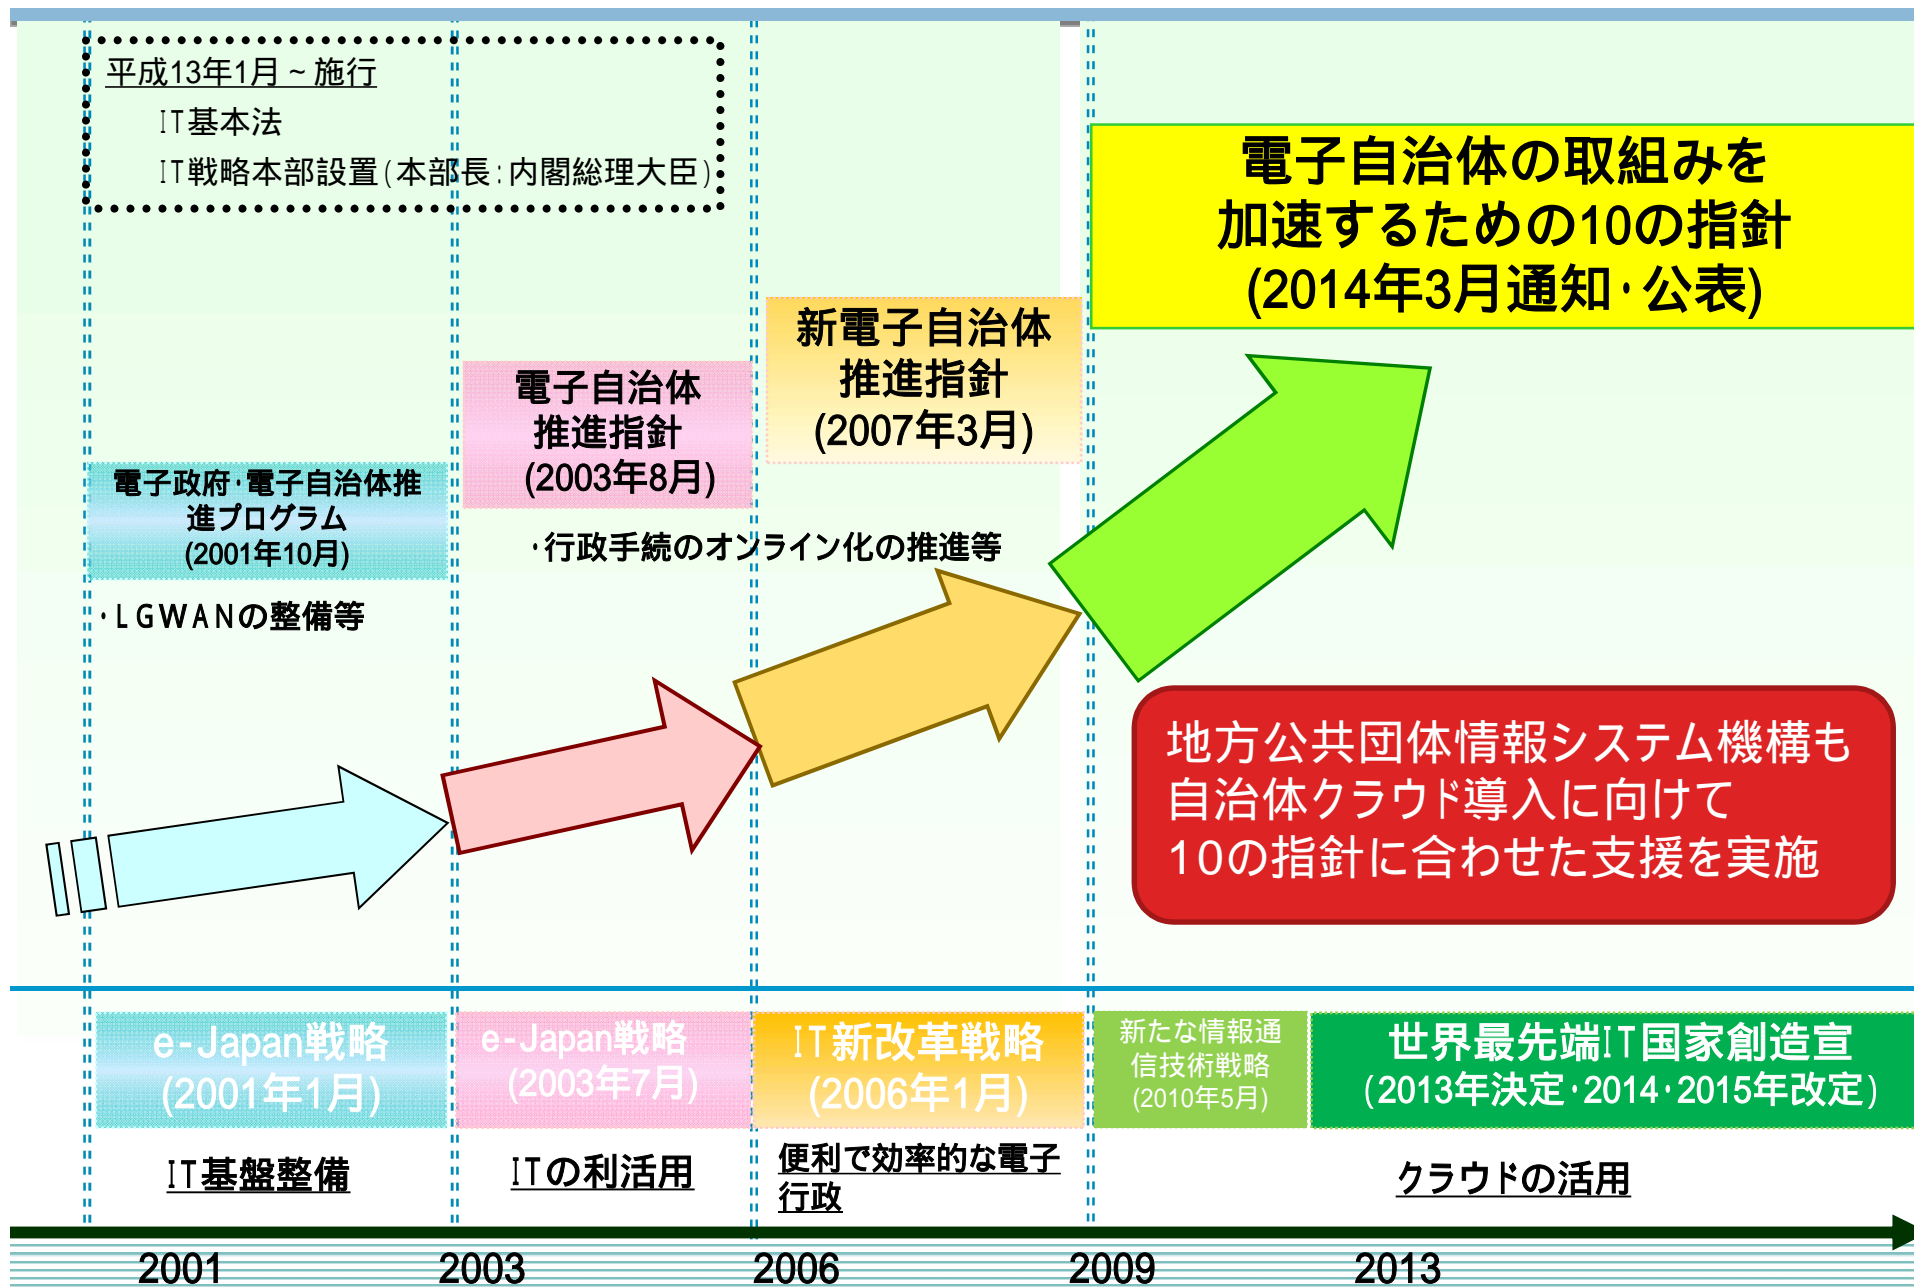 平成13年1月～施行
IT基本法
IT戦略本部設置(本部長:内閣総理大臣)
電子自治体の取組みを
加速するための10の指針
(2014年3月通知・公表)
新電子自治体
推進指針
(2007年3月)
電子自治体
推進指針
(2003年8月)
電子政府・電子自治体推
進プログラム
(2001年10月)
・行政手続のオンライン化の推進等
・LGWANの整備等
地方公共団体情報システム機構も
自治体クラウド導入に向けて
10の指針に合わせた支援を実施
e-Japan戦略
(2001年1月)
e-Japan戦略
(2003年7月)
IT新改革戦略
(2006年1月)
新たな情報通
信技術戦略
(2010年5月)
世界最先端IT国家創造宣
(2013年決定・2014・2015年改定)
IT基盤整備
ITの利活用
便利で効率的な電子
行政
クラウドの活用
2001
2003
2006
2009
2013